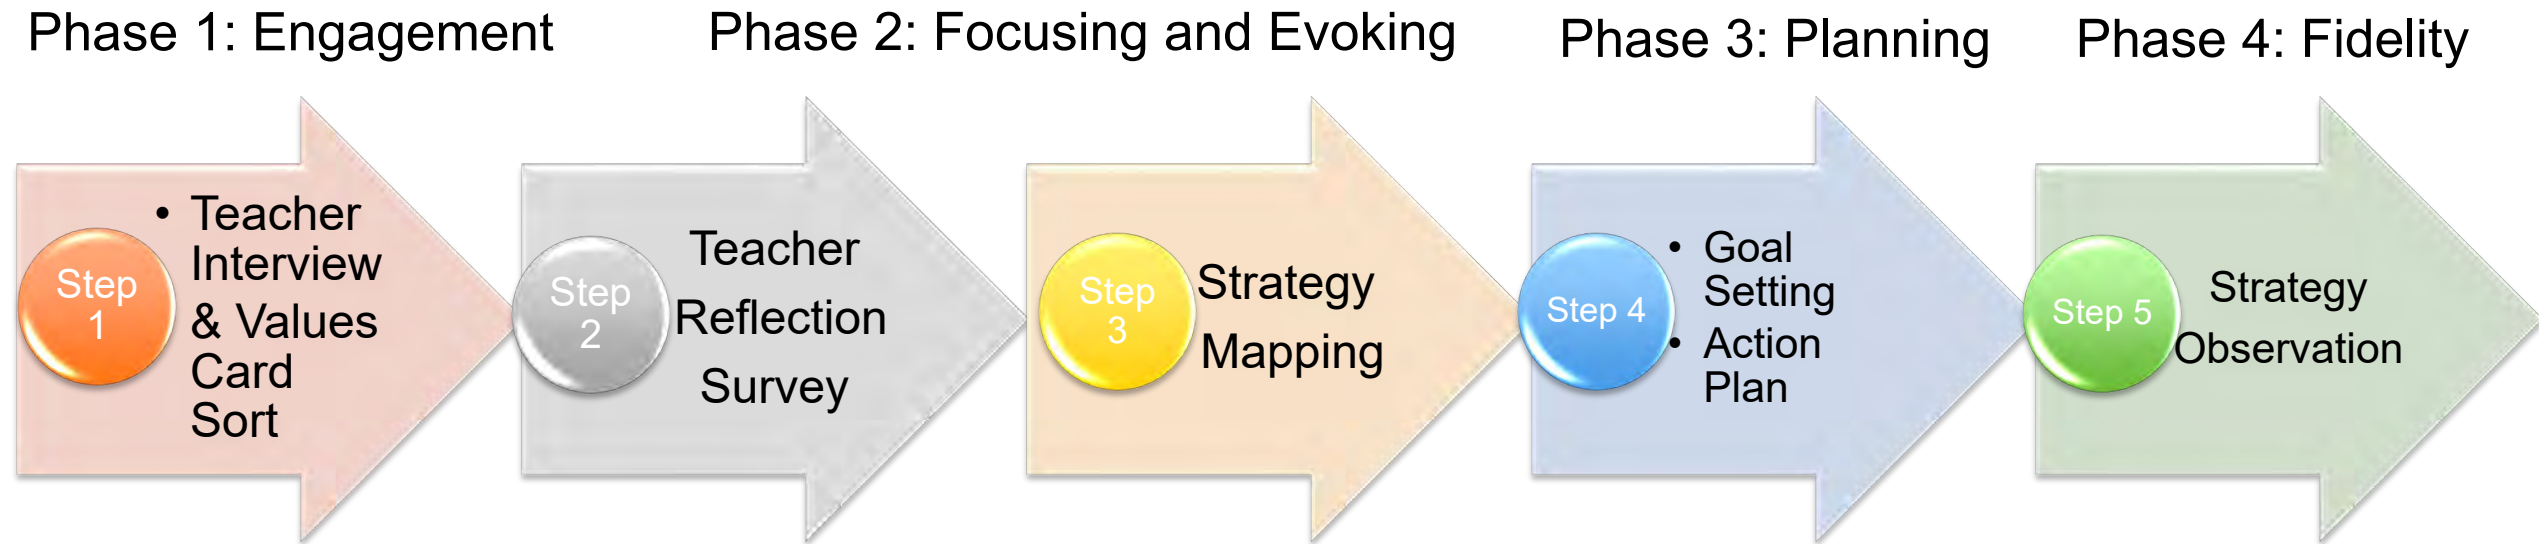 Phase 1: Engagement
Phase 2: Focusing and Evoking
Phase 3: Planning
Phase 4: Fidelity
Step
1
• Teacher
Interview
& Values
Card
Sort
Step
2
Teacher
Reflection
Survey
Step
3
Strategy
Mapping
Step 4
• Goal
Setting
• Action
Plan
Step 5
Strategy
Observation